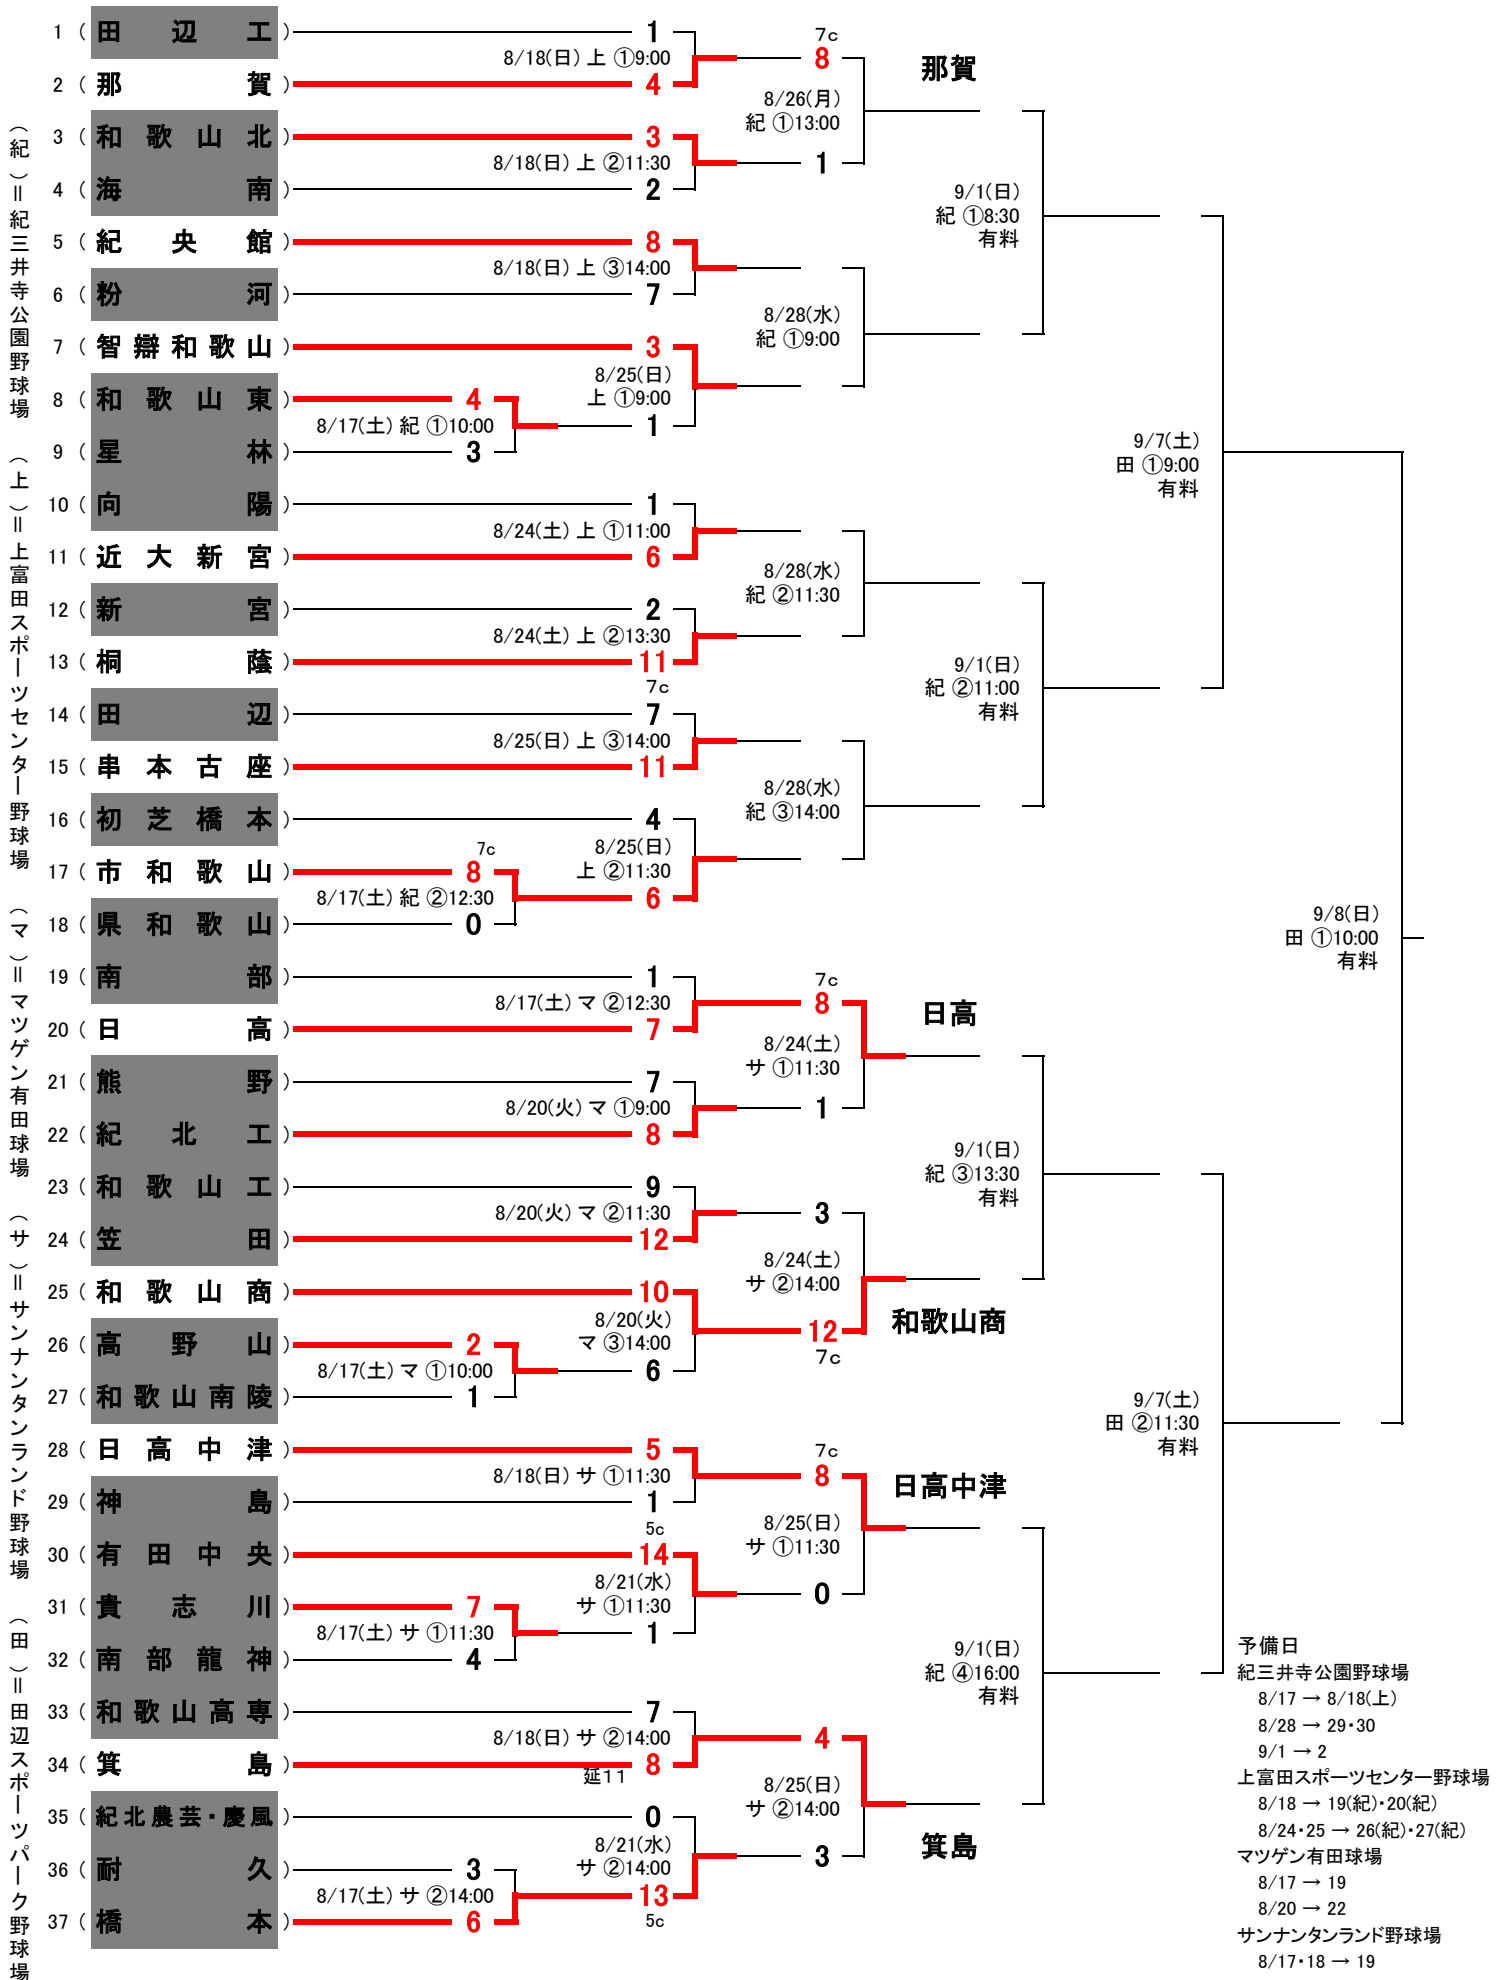 （紀）＝紀三井寺公園野球場　（上）＝上富田スポーツセンター野球場　（マ）＝マツゲン有田球場　（サ）＝サンナンタンランド野球場　（田）＝田辺スポーツパーク野球場
1 ( 田辺工 ) 1
8/18(日) 上 ①9:00
2 ( 那賀 ) 4
3 ( 和歌山北 ) 3
8/18(日) 上 ②11:30
4 ( 海南 ) 2
5 ( 紀央館 ) 8
8/18(日) 上 ③14:00
6 ( 粉河 ) 7
7 ( 智辯和歌山 ) 3
8/25(日)
上 ①9:00
1
8 ( 和歌山東 ) 4
8/17(土) 紀 ①10:00
9 ( 星林 ) 3
10 ( 向陽 ) 1
8/24(土) 上 ①11:00
11 ( 近大新宮 ) 6
12 ( 新宮 ) 2
8/24(土) 上 ②13:30
13 ( 桐蔭 ) 11
7c
14 ( 田辺 ) 7
8/25(日) 上 ③14:00
15 ( 串本古座 ) 11
16 ( 初芝橋本 ) 4
8/25(日)
上 ②11:30
6
7c
17 ( 市和歌山 ) 8
8/17(土) 紀 ②12:30
18 ( 県和歌山 ) 0
19 ( 南部 ) 1
8/17(土) マ ②12:30
20 ( 日高 ) 7
21 ( 熊野 ) 7
8/20(火) マ ①9:00
22 ( 紀北工 ) 8
23 ( 和歌山工 ) 9
8/20(火) マ ②11:30
24 ( 笠田 ) 12
25 ( 和歌山商 ) 10
8/20(火)
マ ③14:00
6
26 ( 高野山 ) 2
8/17(土) マ ①10:00
27 ( 和歌山南陵 ) 1
28 ( 日高中津 ) 5
8/18(日) サ ①11:30
29 ( 神島 ) 1
5c
30 ( 有田中央 ) 14
8/21(水)
サ ①11:30
1
31 ( 貴志川 ) 7
8/17(土) サ ①11:30
32 ( 南部龍神 ) 4
33 ( 和歌山高専 ) 7
8/18(日) サ ②14:00
34 ( 箕島 ) 8
延11
35 ( 紀北農芸・慶風 ) 0
8/21(水)
サ ②14:00
13
5c
36 ( 耐久 ) 3
8/17(土) サ ②14:00
37 ( 橋本 ) 6
7c
8
8/26(月)
紀 ①13:00
1
那賀
8/28(水)
紀 ①9:00
8/28(水)
紀 ②11:30
8/28(水)
紀 ③14:00
7c
8
8/24(土)
サ ①11:30
1
日高
3
8/24(土)
サ ②14:00
12
7c
和歌山商
7c
8
8/25(日)
サ ①11:30
0
日高中津
4
8/25(日)
サ ②14:00
3
箕島
9/1(日)
紀 ①8:30
有料
9/1(日)
紀 ②11:00
有料
9/1(日)
紀 ③13:30
有料
9/1(日)
紀 ④16:00
有料
9/7(土)
田 ①9:00
有料
9/7(土)
田 ②11:30
有料
9/8(日)
田 ①10:00
有料
予備日
紀三井寺公園野球場
8/17 → 8/18(上)
8/28 → 29・30
9/1 → 2
上富田スポーツセンター野球場
8/18 → 19(紀)・20(紀)
8/24・25 → 26(紀)・27(紀)
マツゲン有田球場
8/17 → 19
8/20 → 22
サンナンタンランド野球場
8/17・18 → 19